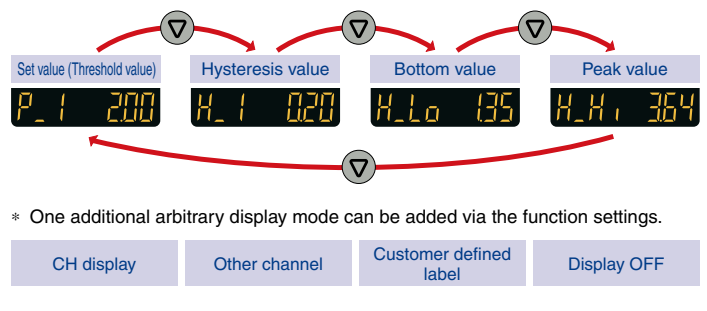 Set value (Threshold value) Hysteresis value Bottom value Peak value
P_1 2.00 H_1 0.20 H_Lo 1.35 H_Hi 3.64
* One additional arbitrary display mode can be added via the function settings.
CH display Other channel Customer defined label Display OFF